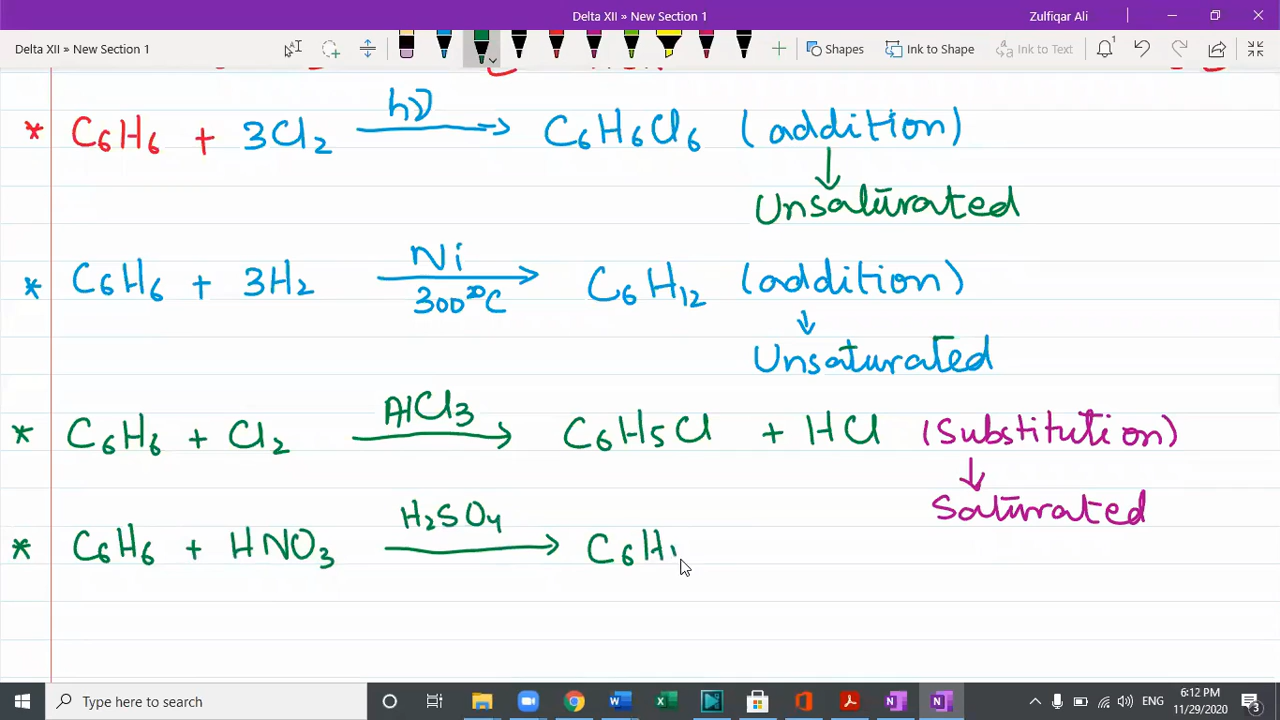 Delta XII » New Section 1
Zulfiqar Ali
Delta XII » New Section 1
Shapes
Ink to Shape
Ink to Text
* C6H6 + 3Cl2 hν → C6H6Cl6 (addition)
↓
Unsaturated
* C6H6 + 3H2 Ni → C6H12 (addition)
300°C
↓
Unsaturated
* C6H6 + Cl2 AlCl3 → C6H5Cl + HCl (Substitution)
↓
Saturated
* C6H6 + HNO3 H2SO4 → C6H
Type here to search
ENG
6:12 PM
11/29/2020
3